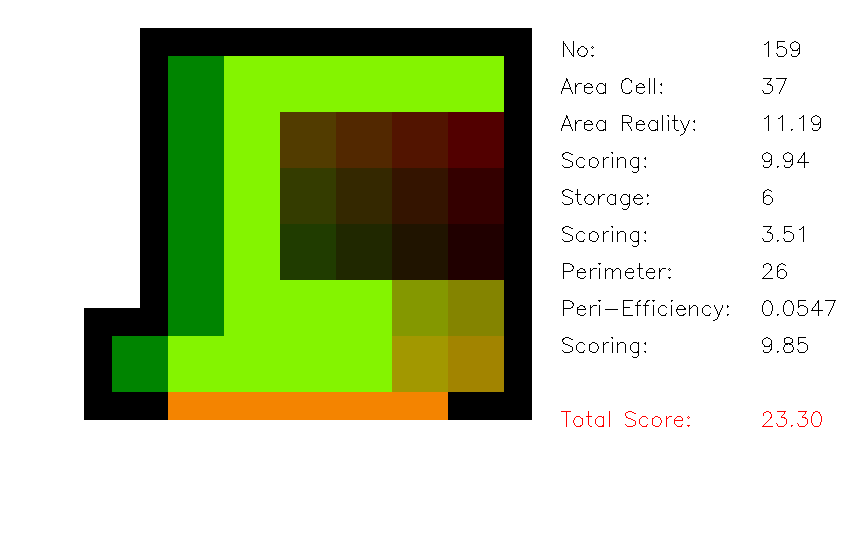 No: 159
Area Cell: 37
Area Reality: 11.19
Scoring: 9.94
Storage: 6
Scoring: 3.51
Perimeter: 26
Peri-Efficiency: 0.0547
Scoring: 9.85
Total Score: 23.30